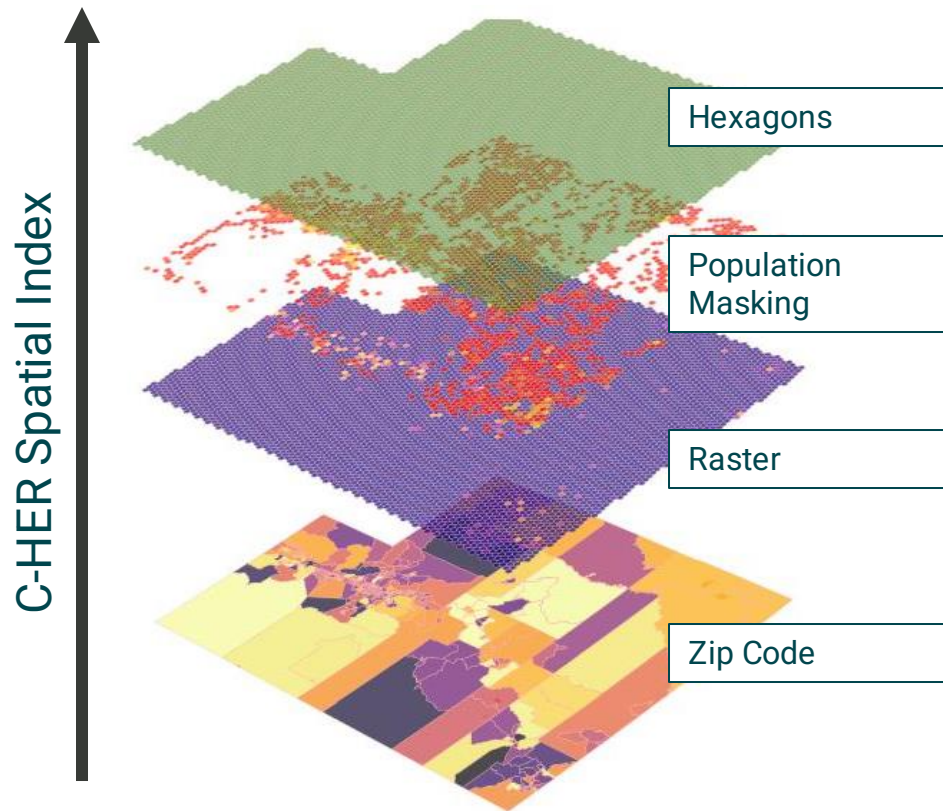 C-HER Spatial Index
Hexagons
Population
Masking
Raster
Zip Code